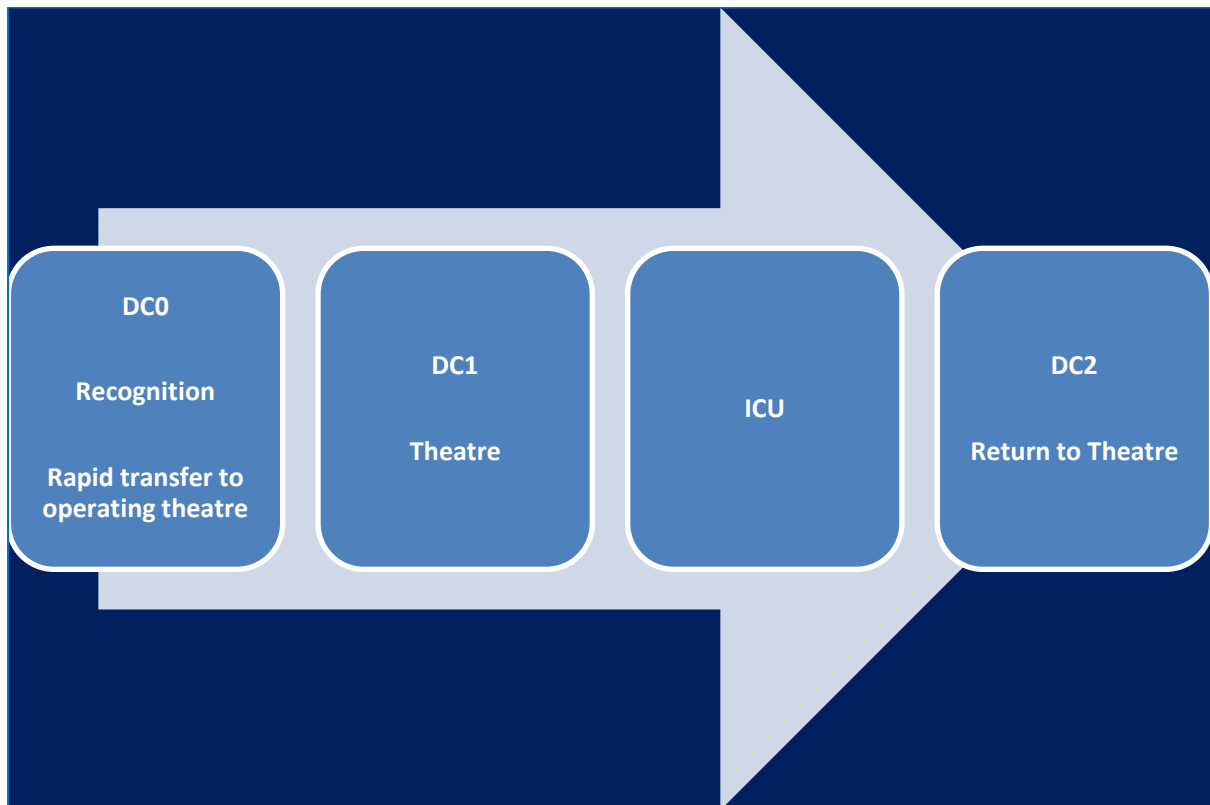 DC0
Recognition
Rapid transfer to
operating theatre
DC1
Theatre
ICU
DC2
Return to Theatre